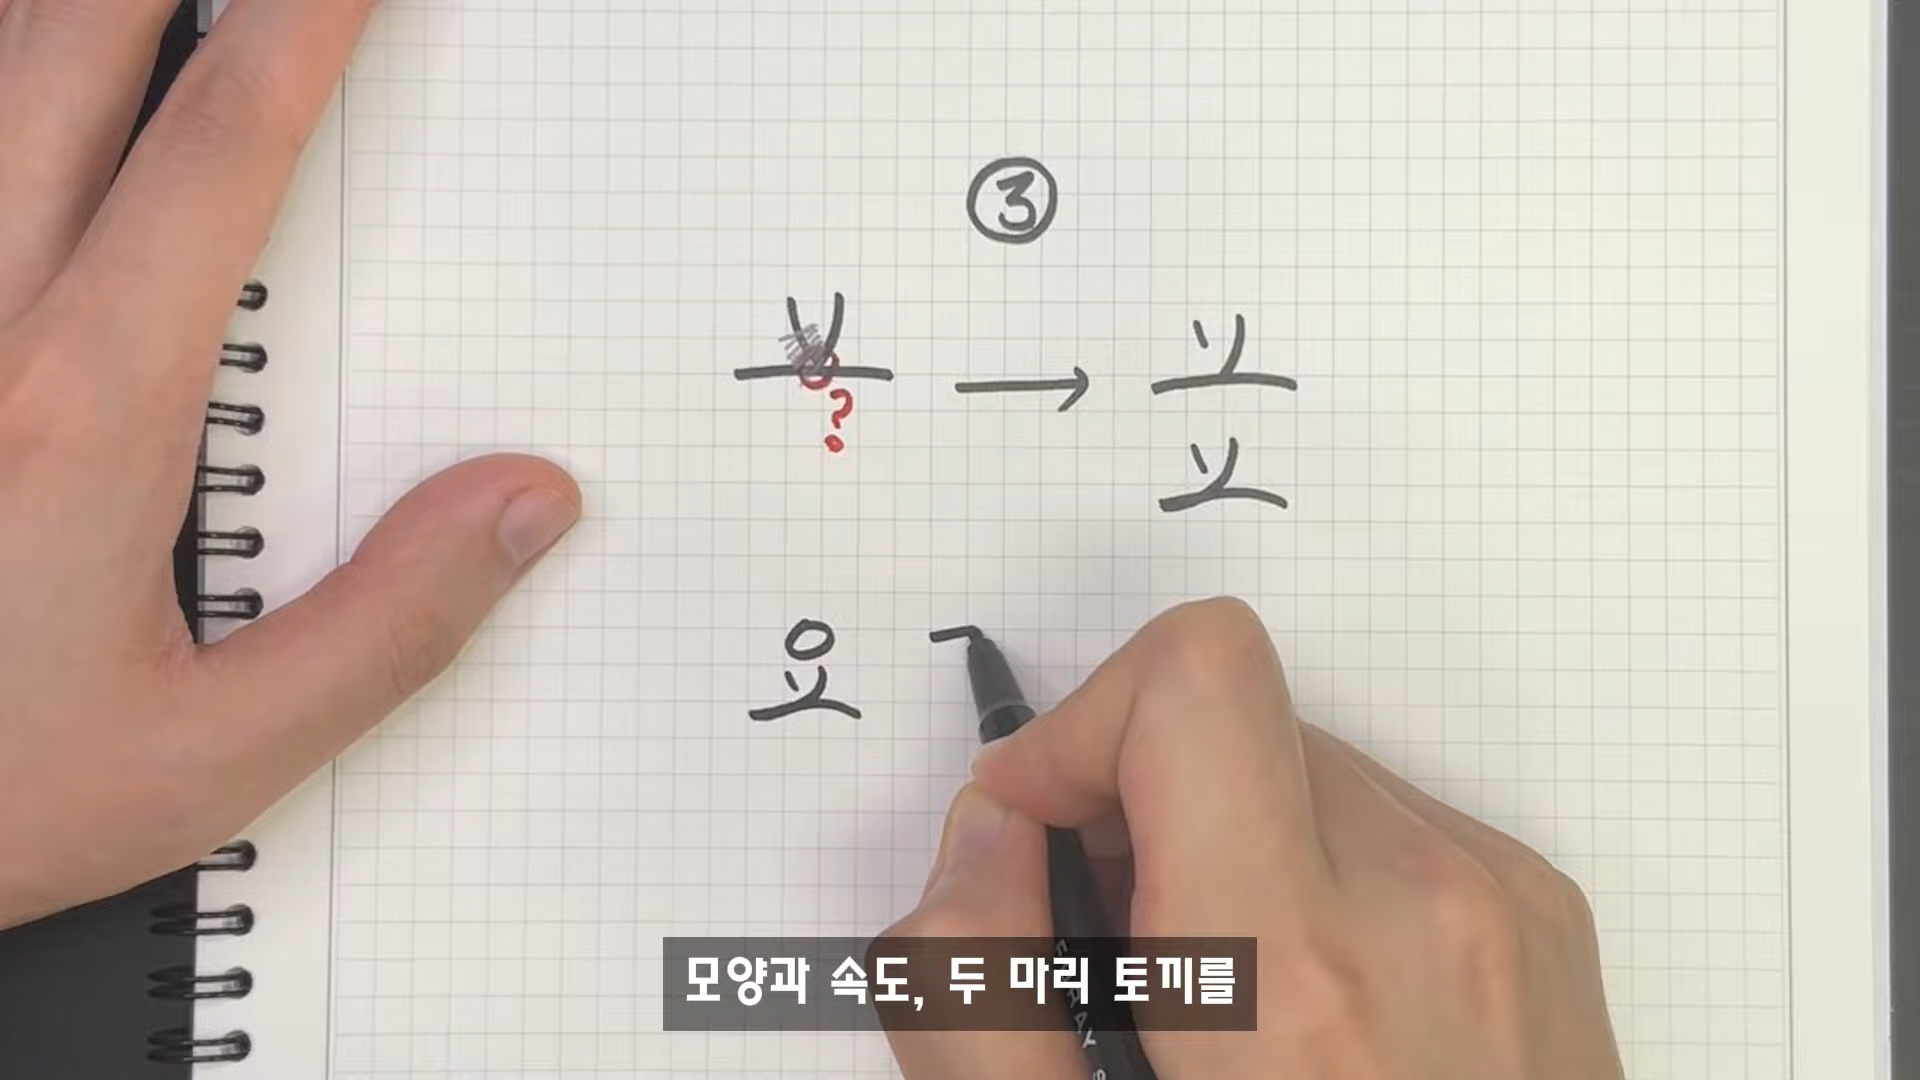 ③
ㅛ → ㅛ
?
ㅛ
요 ㄱ
모양과 속도, 두 마리 토끼를